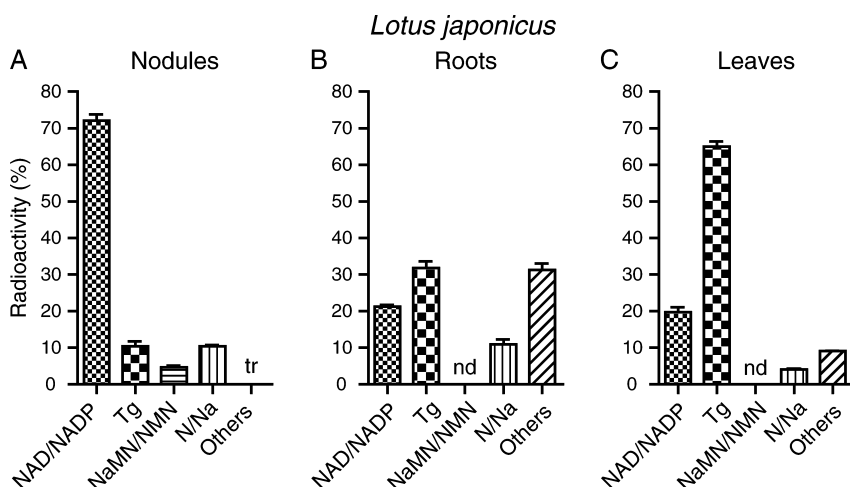 Lotus japonicus
A Nodules
B Roots
C Leaves
Radioactivity (%)
80
70
60
50
40
30
20
10
0
tr
NAD/NADP
Tg
NaMN/NMN
N/Na
Others
80
70
60
50
40
30
20
10
0
nd
NAD/NADP
Tg
NaMN/NMN
N/Na
Others
80
70
60
50
40
30
20
10
0
nd
NAD/NADP
Tg
NaMN/NMN
N/Na
Others